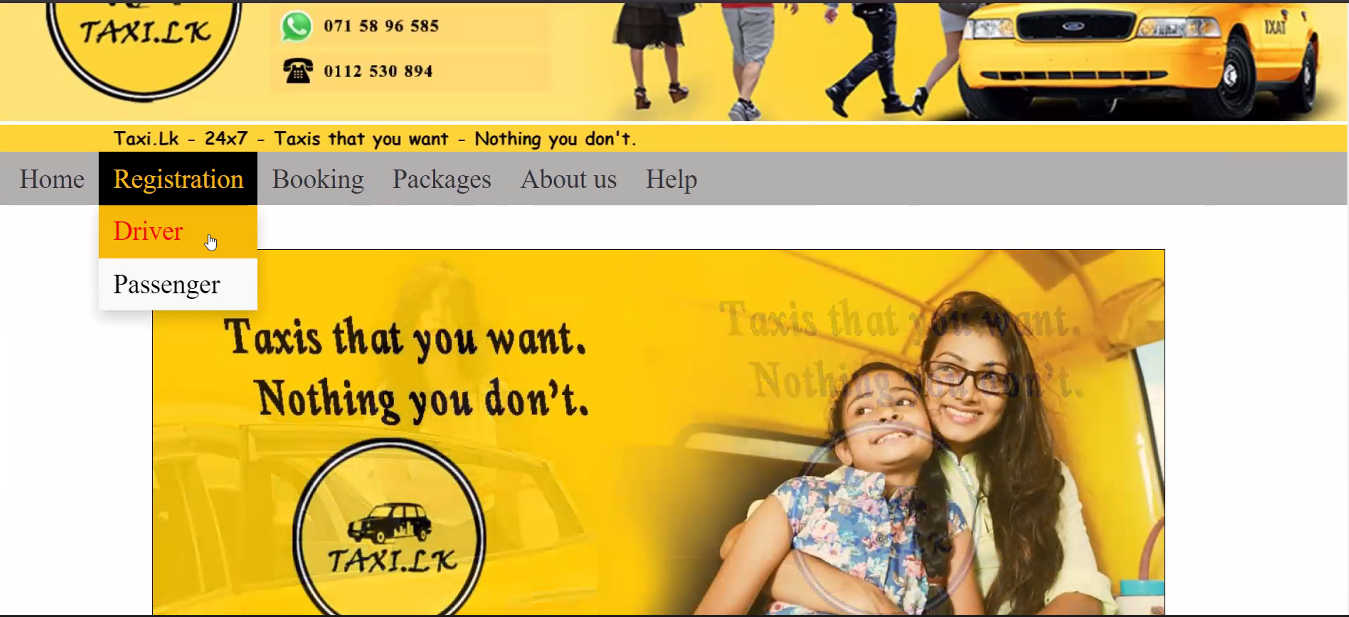 TAXI.LK
071 58 96 585
0112 530 894
TAXI
Taxi.Lk - 24x7 - Taxis that you want - Nothing you don't.
Home Registration Booking Packages About us Help
Driver
Passenger
Taxis that you want.
Nothing you don't.
TAXI.LK
Taxis that you want.
Nothing you don't.